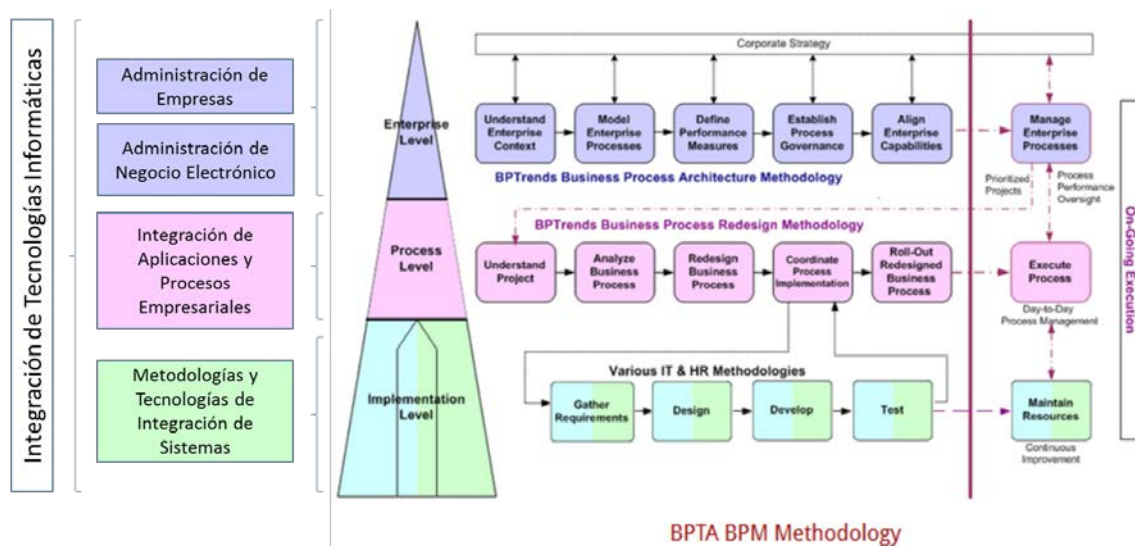 Integración de Tecnologías Informáticas
Administración de
Empresas
Administración de
Negocio Electrónico
Integración de
Aplicaciones y
Procesos
Empresariales
Metodologías y
Tecnologías de
Integración de
Sistemas
Enterprise
Level
Process
Level
Implementation
Level
Corporate Strategy
Understand
Enterprise
Context
Model
Enterprise
Processes
Define
Performance
Measures
Establish
Process
Governance
Align
Enterprise
Capabilities
Manage
Enterprise
Processes
BPTrends Business Process Architecture Methodology
Prioritized
Projects
Process
Performance
Oversight
BPTrends Business Process Redesign Methodology
Understand
Project
Analyze
Business
Process
Redesign
Business
Process
Coordinate
Process
Implementation
Roll-Out
Redesigned
Business
Process
Execute
Process
Day-to-Day
Process Management
Various IT & HR Methodologies
Gather
Requirements
Design
Develop
Test
Maintain
Resources
Continuous
Improvement
On-Going Execution
BPTA BPM Methodology